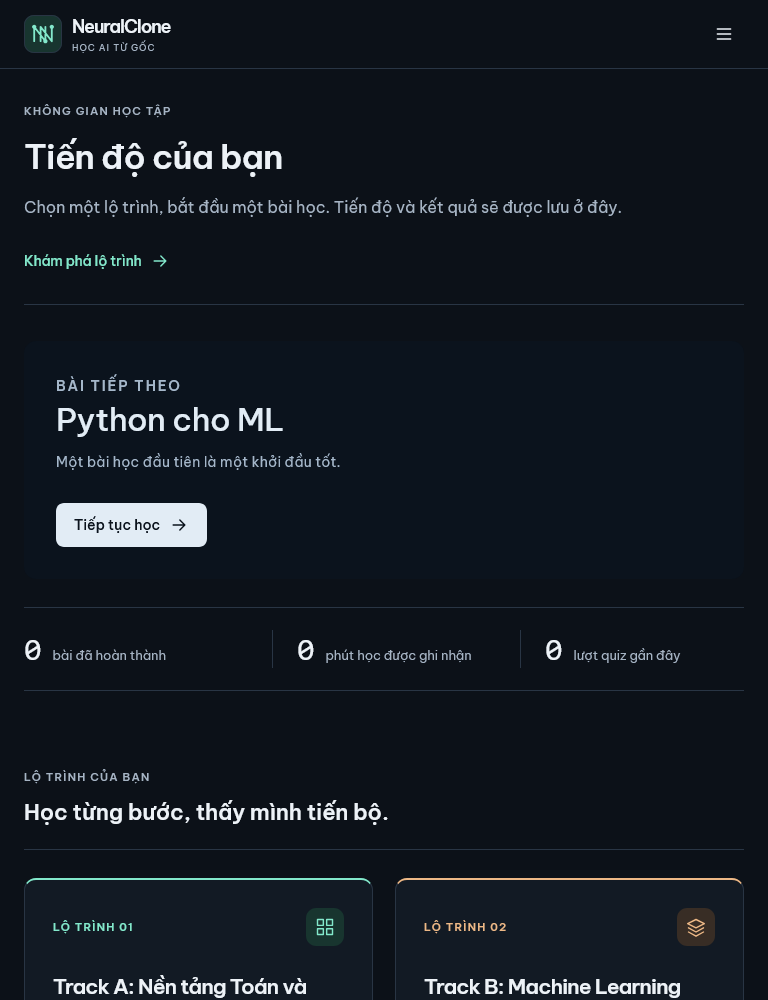 NeuralClone
HỌC AI TỪ GỐC
KHÔNG GIAN HỌC TẬP
Tiến độ của bạn
Chọn một lộ trình, bắt đầu một bài học. Tiến độ và kết quả sẽ được lưu ở đây.
Khám phá lộ trình
BÀI TIẾP THEO
Python cho ML
Một bài học đầu tiên là một khởi đầu tốt.
Tiếp tục học
0 bài đã hoàn thành
0 phút học được ghi nhận
0 lượt quiz gần đây
LỘ TRÌNH CỦA BẠN
Học từng bước, thấy mình tiến bộ.
LỘ TRÌNH 01
Track A: Nền tảng Toán và
LỘ TRÌNH 02
Track B: Machine Learning